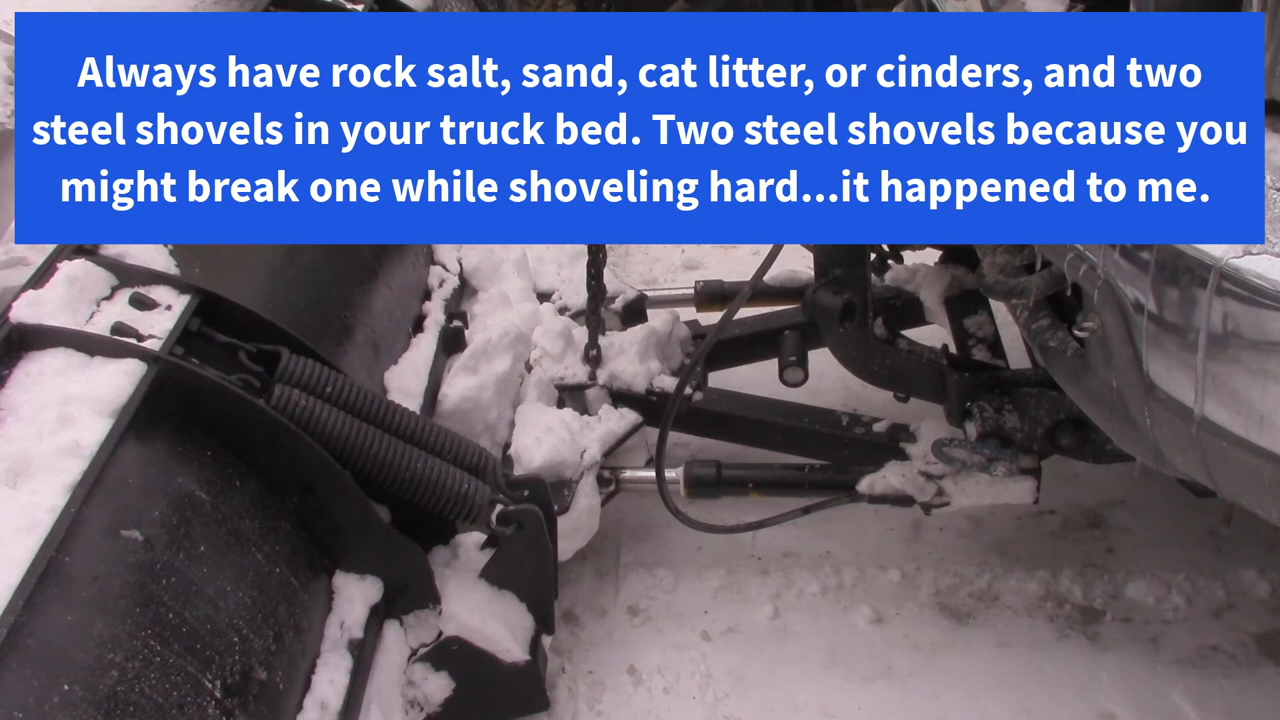 Always have rock salt, sand, cat litter, or cinders, and two
steel shovels in your truck bed. Two steel shovels because you
might break one while shoveling hard...it happened to me.